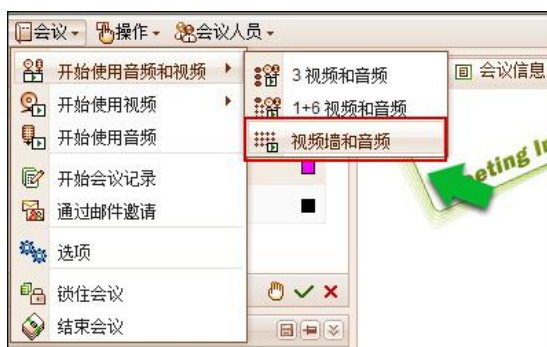 会议 操作 会议人员
开始使用音频和视频
开始使用视频
开始使用音频
开始会议记录
通过邮件邀请
选项
锁住会议
结束会议
3 视频和音频
1+6 视频和音频
视频墙和音频
会议信息
eting In